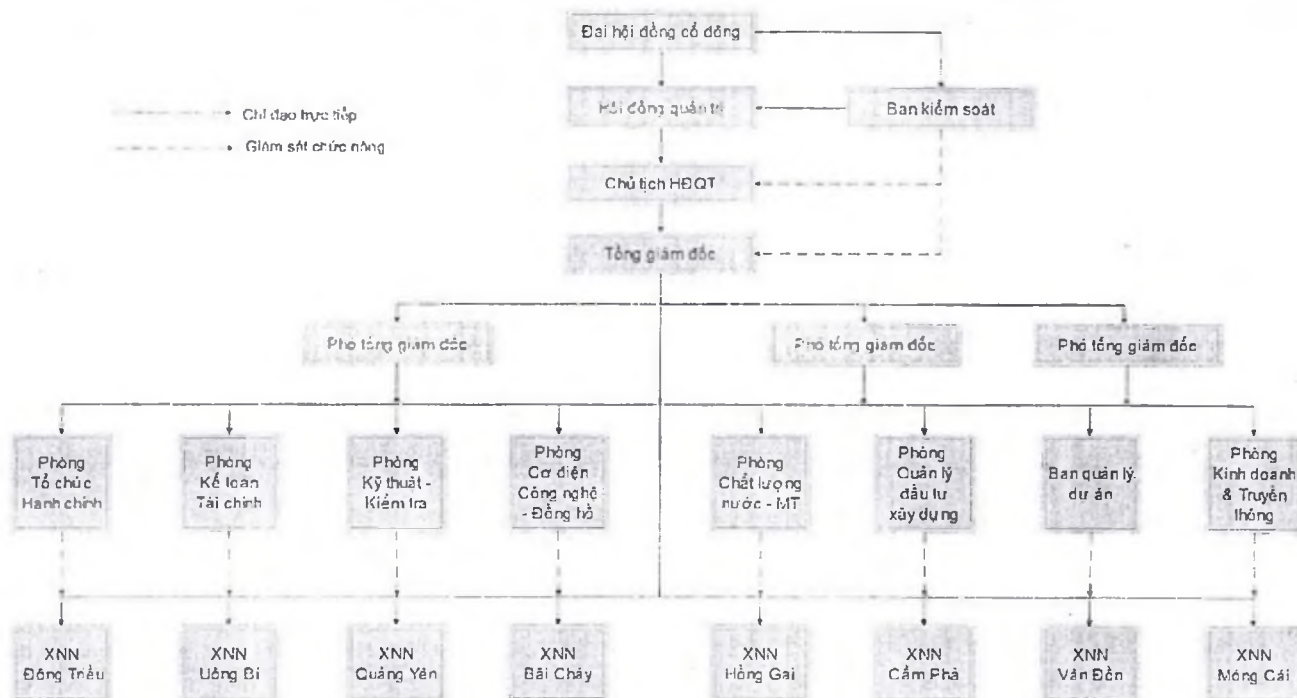 Đại hội đồng cổ đông
Hội đồng quản trị
Ban kiểm soát
Chỉ đạo trực tiếp
Giám sát chức năng
Chủ tịch HĐQT
Tổng giám đốc
Phó tổng giám đốc
Phó tổng giám đốc
Phó tổng giám đốc
Phòng
Tổ chức
Hành chính
Phòng
Kế toán
Tài chính
Phòng
Kỹ thuật -
Kiểm tra
Phòng
Cơ điện
Công nghệ
- Đồng hồ
Phòng
Chất lượng
nước - MT
Phòng
Quản lý
đầu tư
xây dựng
Ban quản lý
dự án
Phòng
Kinh doanh
& Truyền
thông
XNN
Đông Triều
XNN
Uông Bí
XNN
Quảng Yên
XNN
Bãi Cháy
XNN
Hồng Gai
XNN
Cẩm Phả
XNN
Vân Đồn
XNN
Móng Cái